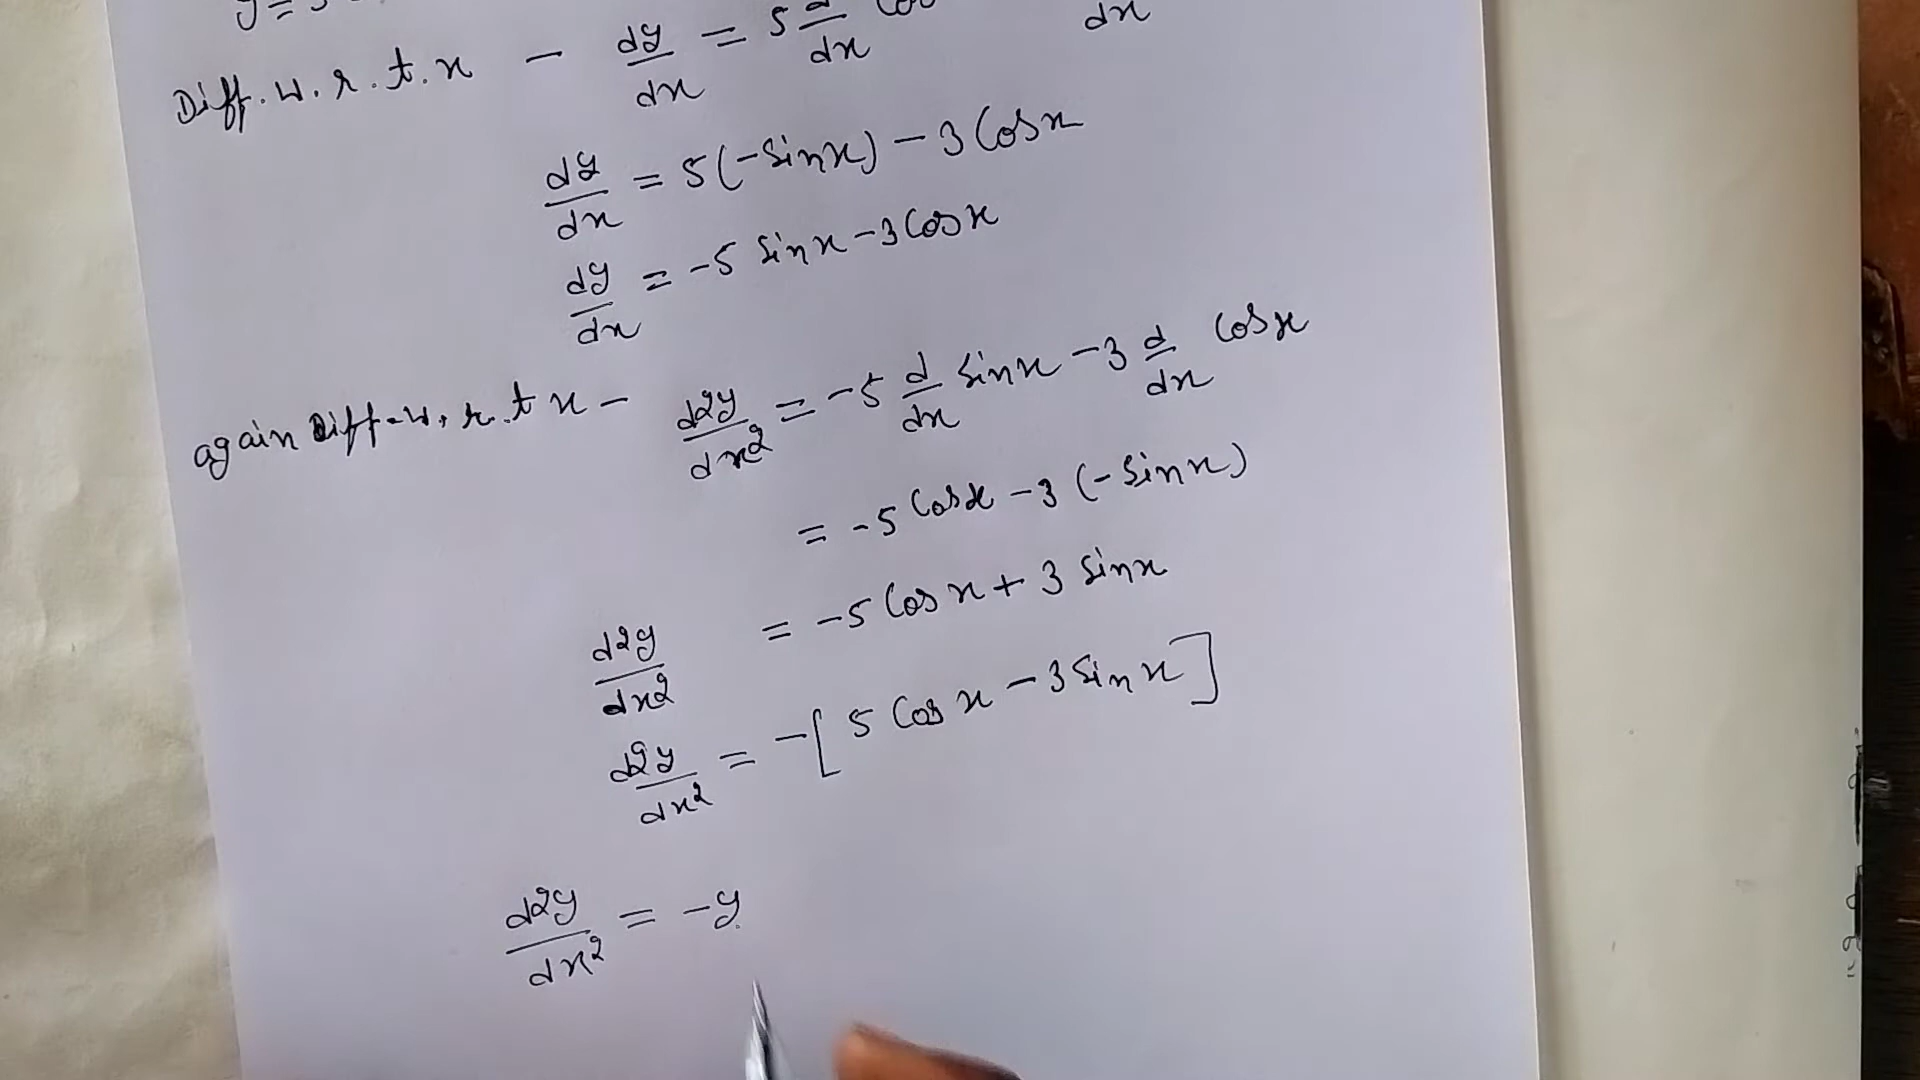 Diff. w. r. t. x - dy/dx = 5 d/dx
dy/dx = 5(-sinx) - 3 Cosx
dy/dx = -5 sinx - 3 Cosx
again Diff. w. r. t x - d2y/dx2 = -5 d/dx sinx - 3 d/dx Cosx
= -5 Cosx - 3 (-sinx)
d2y/dx2 = -5 Cosx + 3 sinx
d2y/dx2 = -[5 Cosx - 3 sinx]
d2y/dx2 = -y